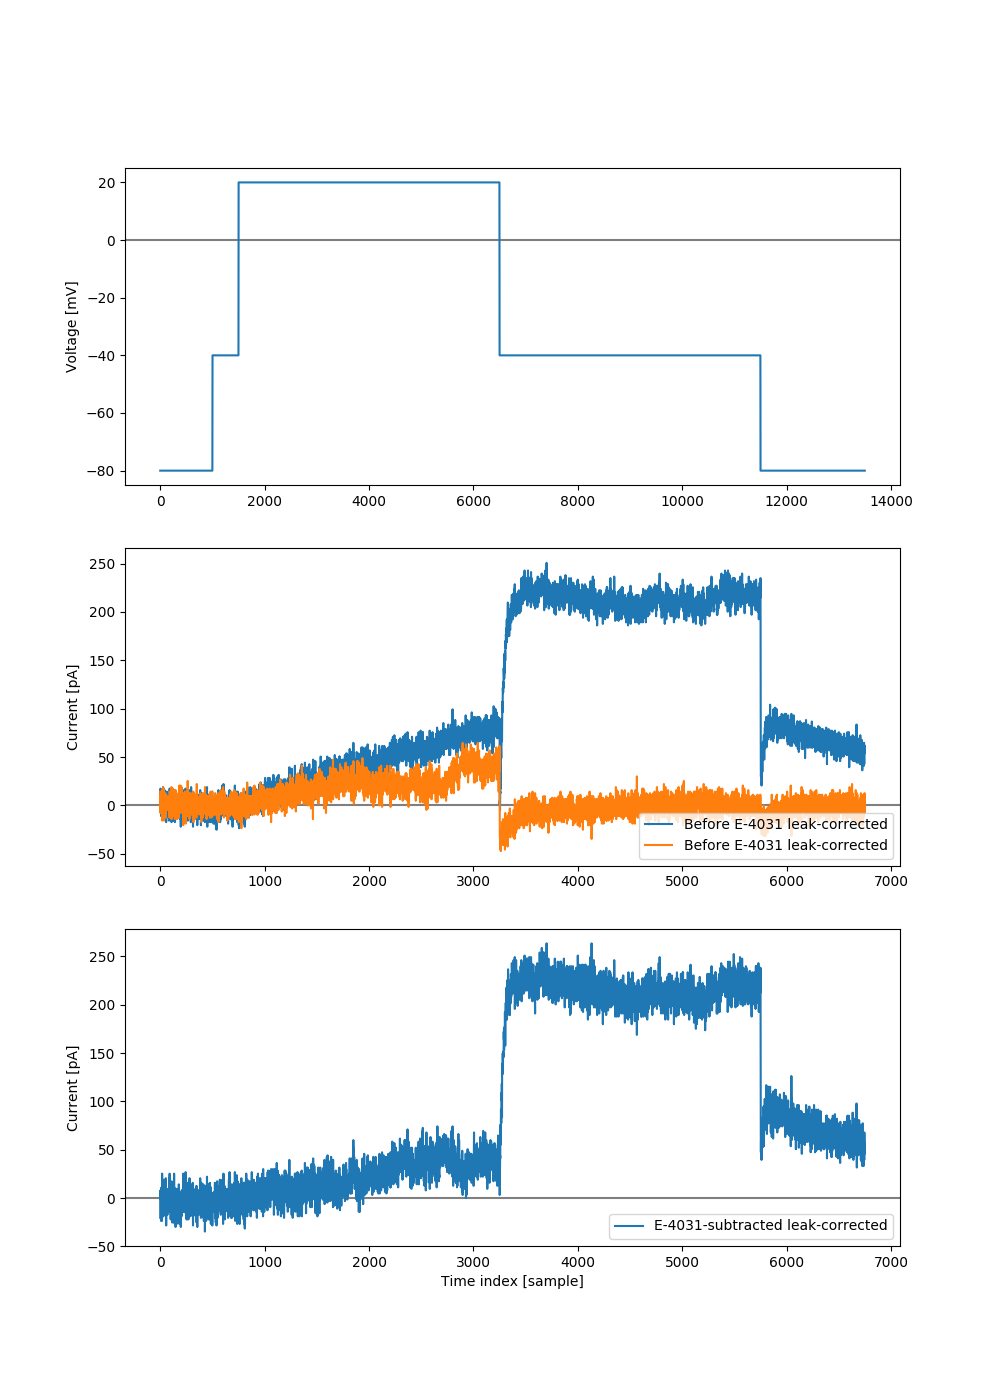 Voltage [mV]
20
0
−20
−40
−60
−80
0 2000 4000 6000 8000 10000 12000 14000
Current [pA]
250
200
150
100
50
0
−50
Before E-4031 leak-corrected
Before E-4031 leak-corrected
0 1000 2000 3000 4000 5000 6000 7000
Current [pA]
250
200
150
100
50
0
−50
E-4031-subtracted leak-corrected
0 1000 2000 3000 4000 5000 6000 7000
Time index [sample]